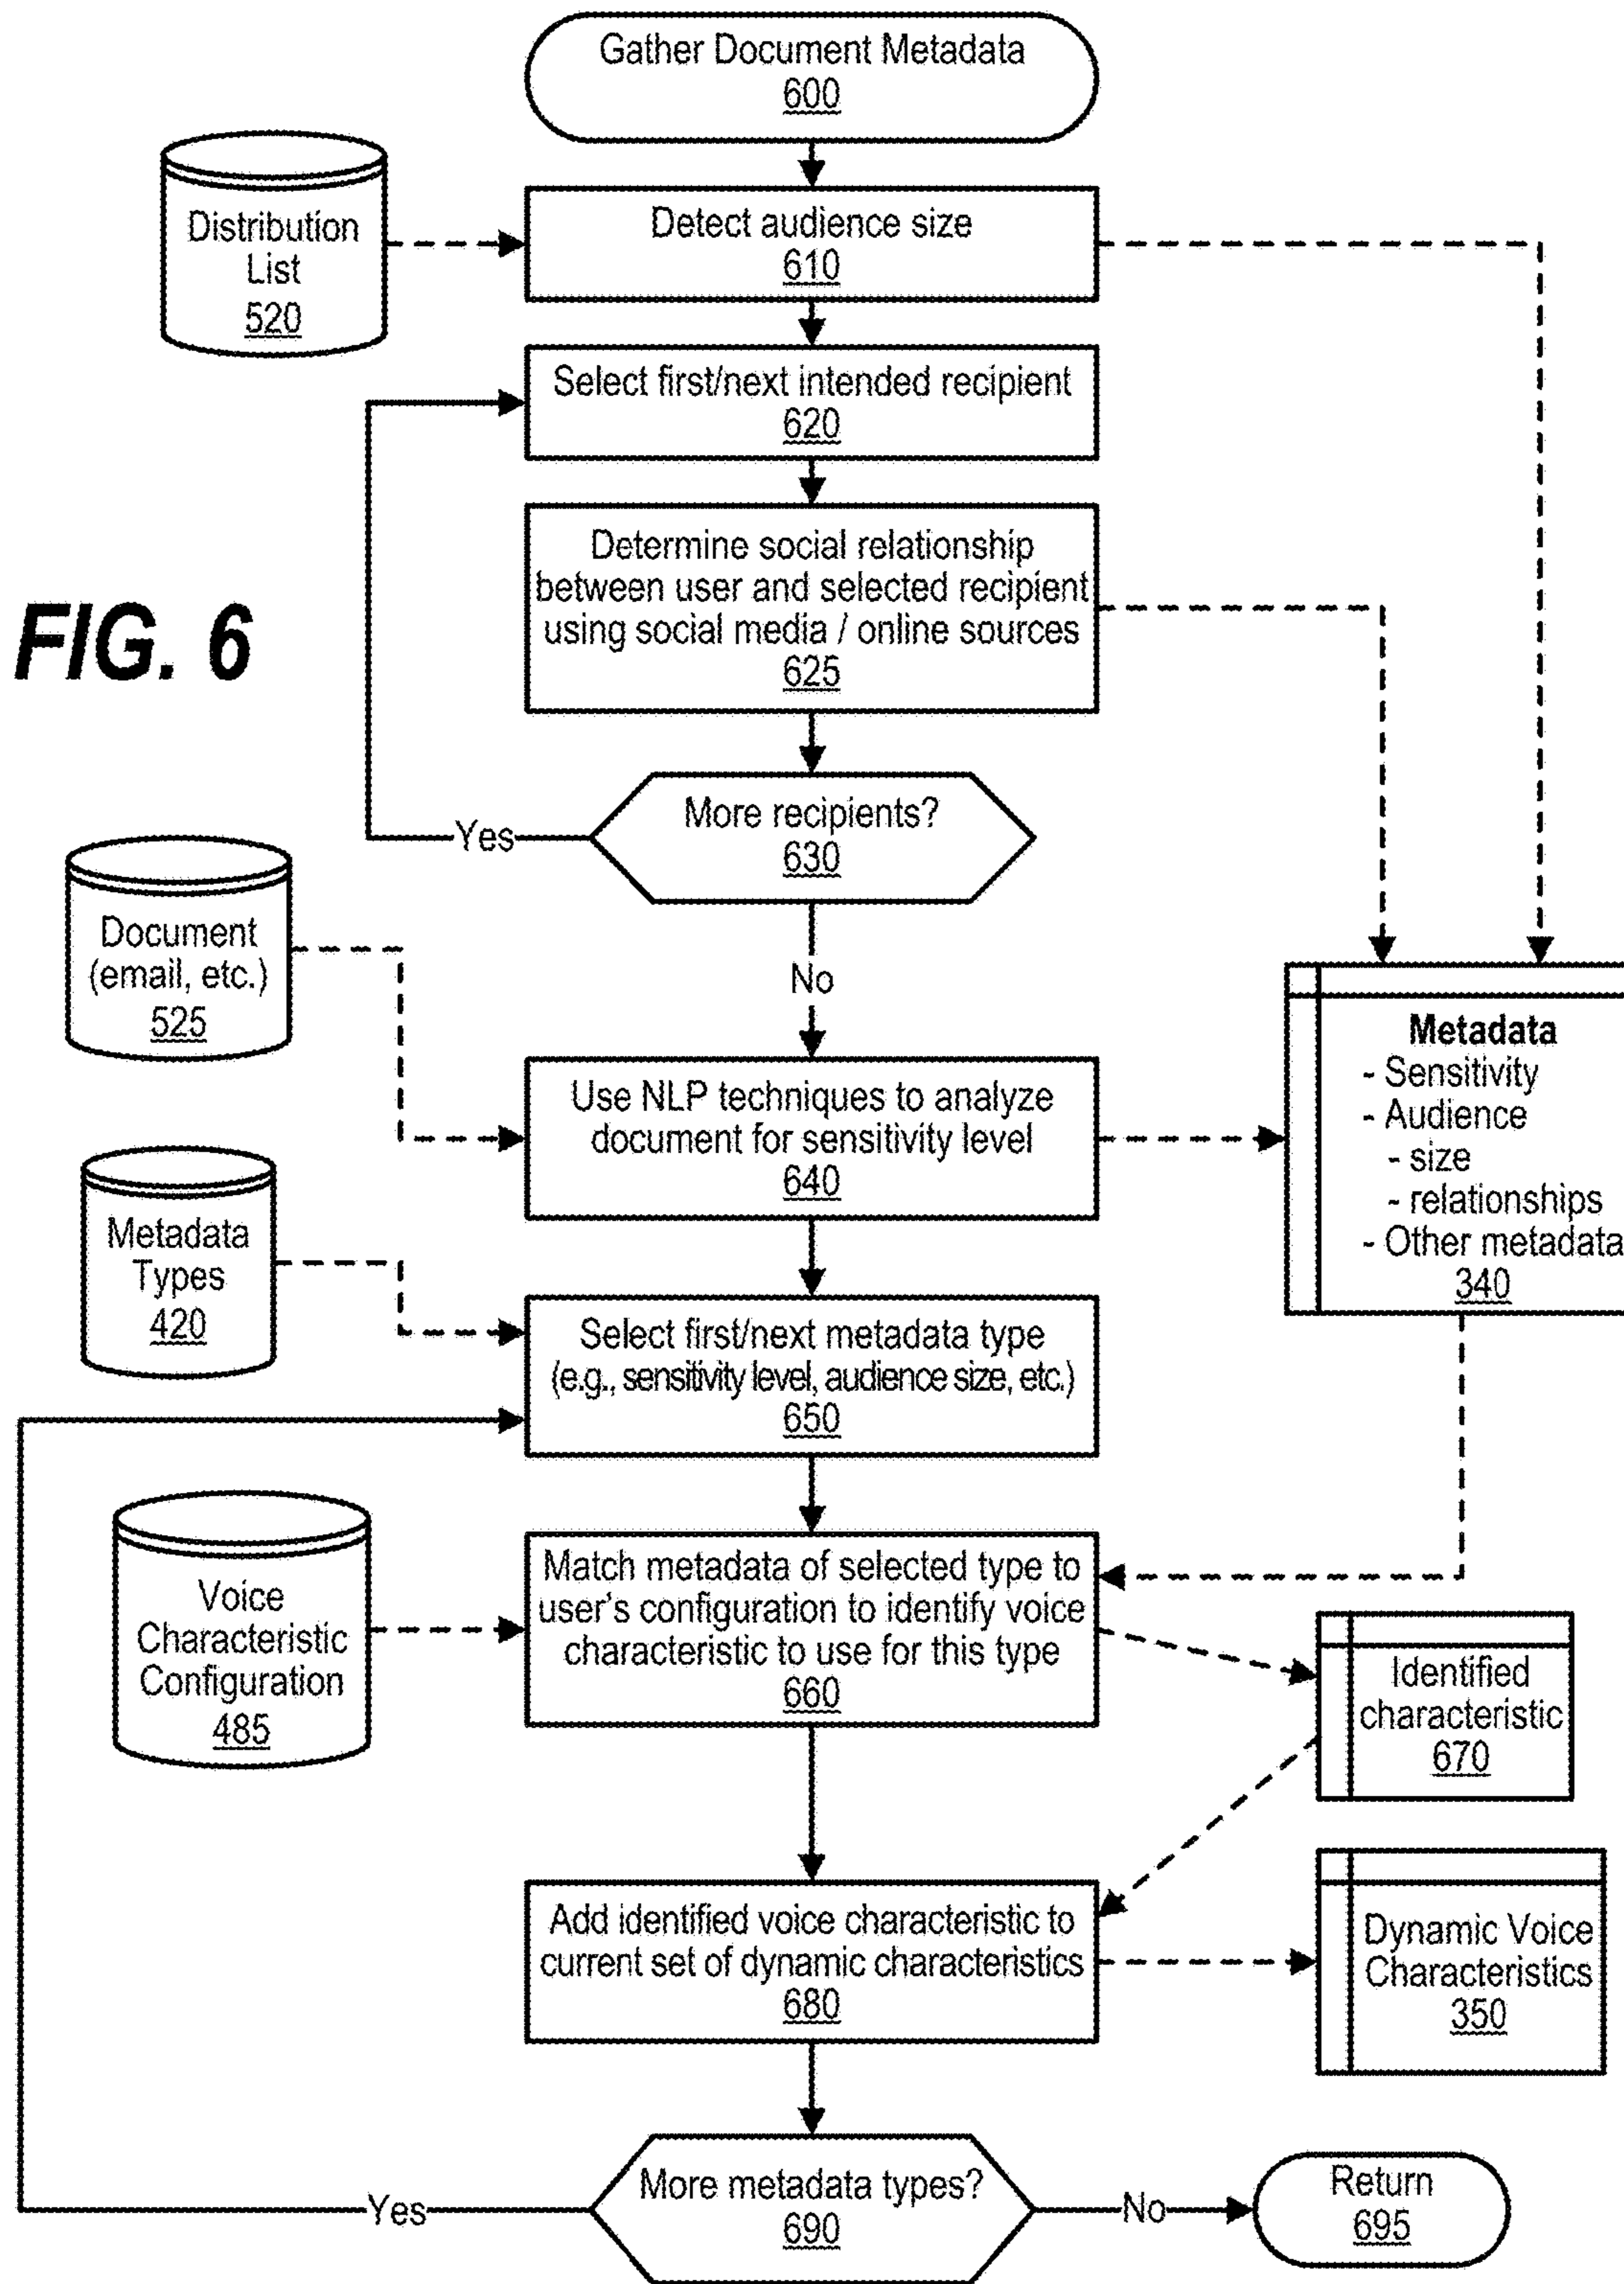 Gather Document Metadata
600
Distribution
List
520
Detect audience size
610
Select first/next intended recipient
620
Determine social relationship
between user and selected recipient
using social media / online sources
625
FIG. 6
More recipients?
630
Yes
No
Document
(email, etc.)
525
Use NLP techniques to analyze
document for sensitivity level
640
Metadata
- Sensitivity
- Audience
- size
- relationships
- Other metadata
340
Metadata
Types
420
Select first/next metadata type
(e.g., sensitivity level, audience size, etc.)
650
Voice
Characteristic
Configuration
485
Match metadata of selected type to
user's configuration to identify voice
characteristic to use for this type
660
Identified
characteristic
670
Add identified voice characteristic to
current set of dynamic characteristics
680
Dynamic Voice
Characteristics
350
More metadata types?
690
Yes
No
Return
695